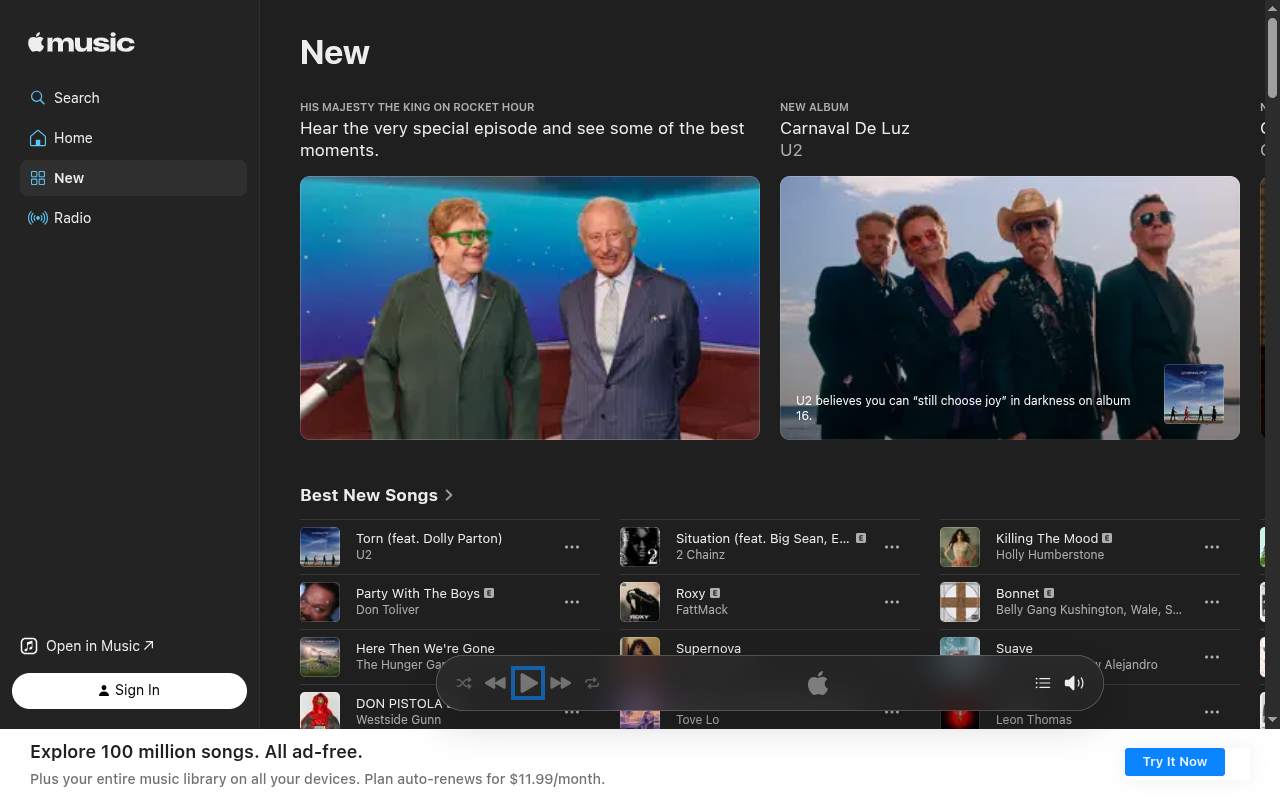 music
Search
Home
New
Radio
Open in Music
Sign In
New
HIS MAJESTY THE KING ON ROCKET HOUR
Hear the very special episode and see some of the best
moments.
NEW ALBUM
Carnaval De Luz
U2
U2 believes you can “still choose joy” in darkness on album
16.
Best New Songs
Torn (feat. Dolly Parton)
U2
Situation (feat. Big Sean, E... E
2 Chainz
2
Killing The Mood E
Holly Humberstone
Party With The Boys E
Don Toliver
Roxy E
FattMack
ROXY
Bonnet E
Belly Gang Kushington, Wale, S...
Here Then We're Gone
The Hunger
Supernova
Suave
Alejandro
DON PISTOLA
Westside Gunn
Tove Lo
Leon Thomas
Explore 100 million songs. All ad-free.
Plus your entire music library on all your devices. Plan auto-renews for $11.99/month.
Try It Now